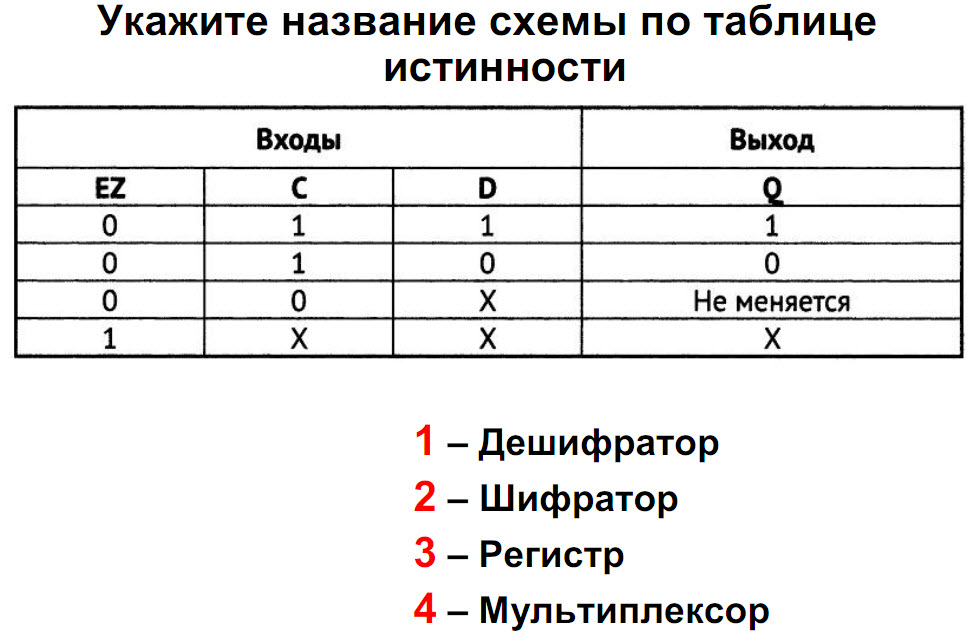 Укажите название схемы по таблице
истинности
Входы Выход
EZ C D Q
0 1 1 1
0 1 0 0
0 0 X Не меняется
1 X X X
1 – Дешифратор
2 – Шифратор
3 – Регистр
4 – Мультиплексор